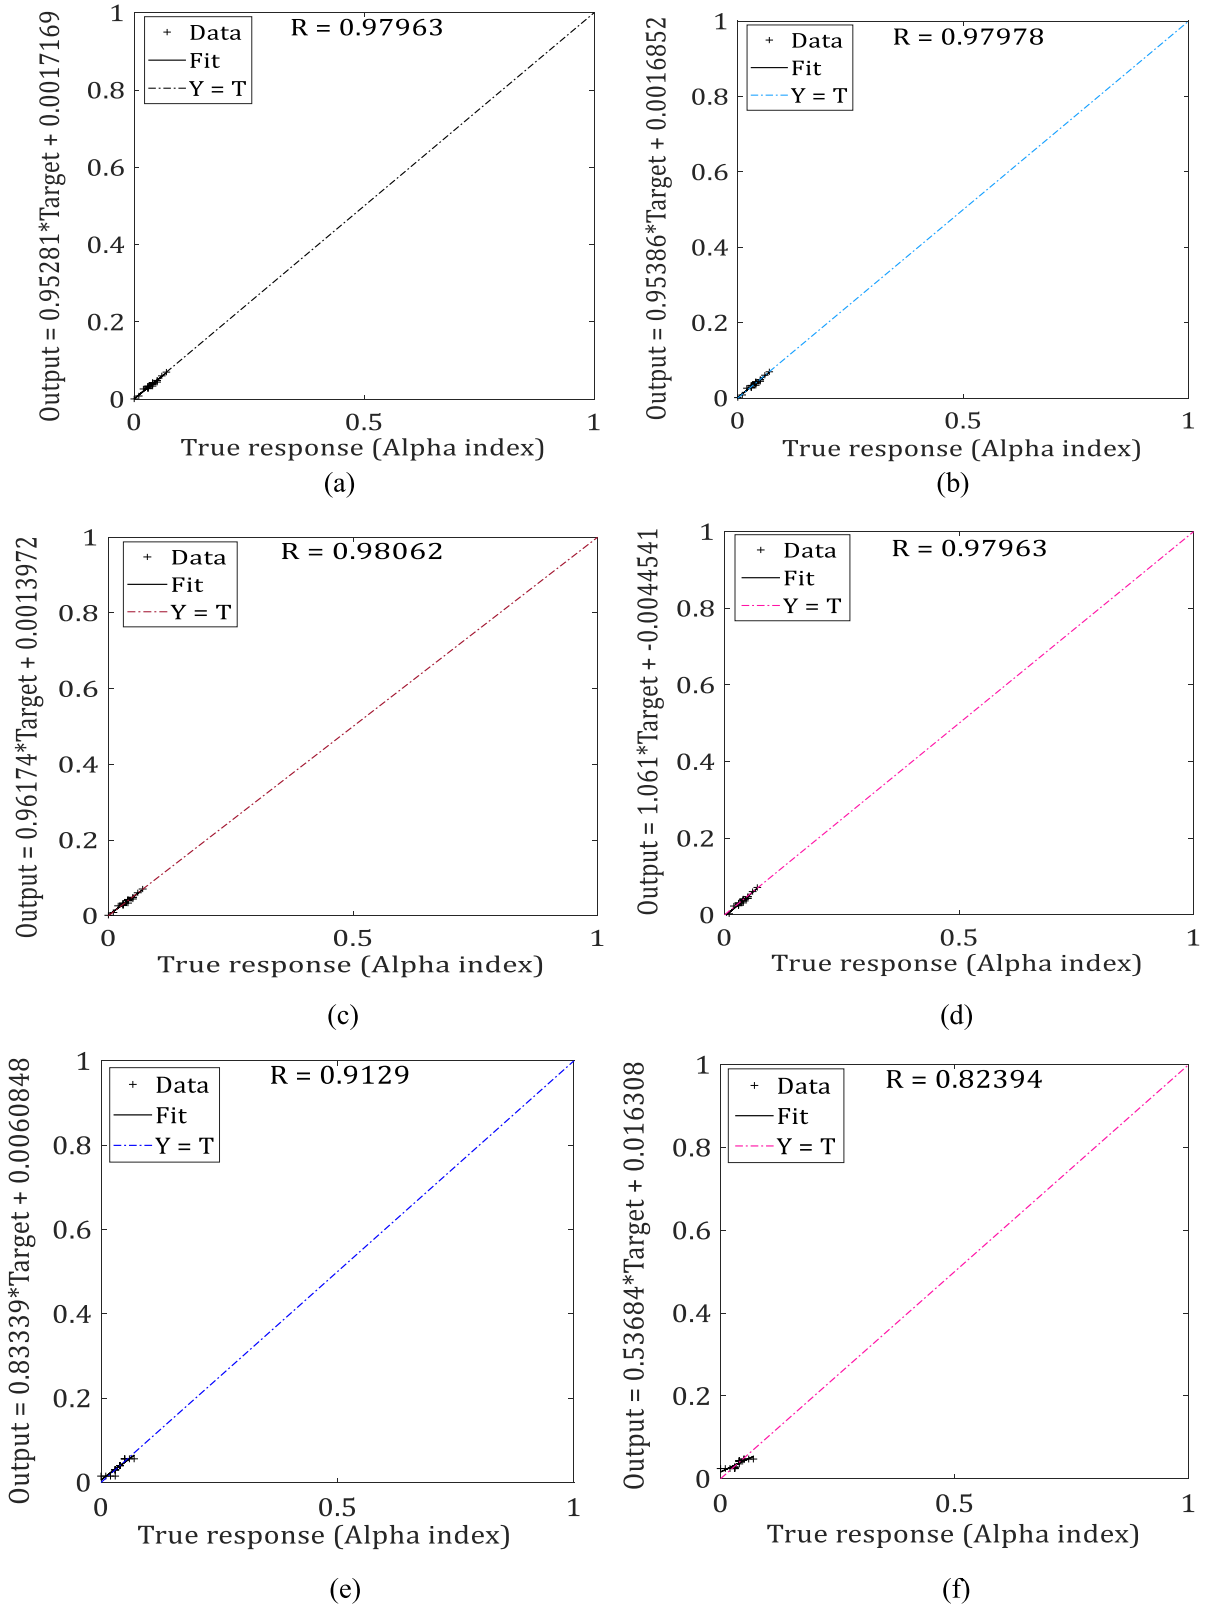 Output = 0.95281*Target + 0.0017169
R = 0.97963
Data
Fit
Y = T
1
0.8
0.6
0.4
0.2
0
0 0.5 1
True response (Alpha index)
(a)
Output = 0.95386*Target + 0.0016852
R = 0.97978
Data
Fit
Y = T
1
0.8
0.6
0.4
0.2
0
0 0.5 1
True response (Alpha index)
(b)
Output = 0.96174*Target + 0.0013972
R = 0.98062
Data
Fit
Y = T
1
0.8
0.6
0.4
0.2
0
0 0.5 1
True response (Alpha index)
(c)
Output = 1.061*Target + -0.0044541
R = 0.97963
Data
Fit
Y = T
1
0.8
0.6
0.4
0.2
0
0 0.5 1
True response (Alpha index)
(d)
Output = 0.83339*Target + 0.0060848
R = 0.9129
Data
Fit
Y = T
1
0.8
0.6
0.4
0.2
0
0 0.5 1
True response (Alpha index)
(e)
Output = 0.53684*Target + 0.016308
R = 0.82394
Data
Fit
Y = T
1
0.8
0.6
0.4
0.2
0
0 0.5 1
True response (Alpha index)
(f)